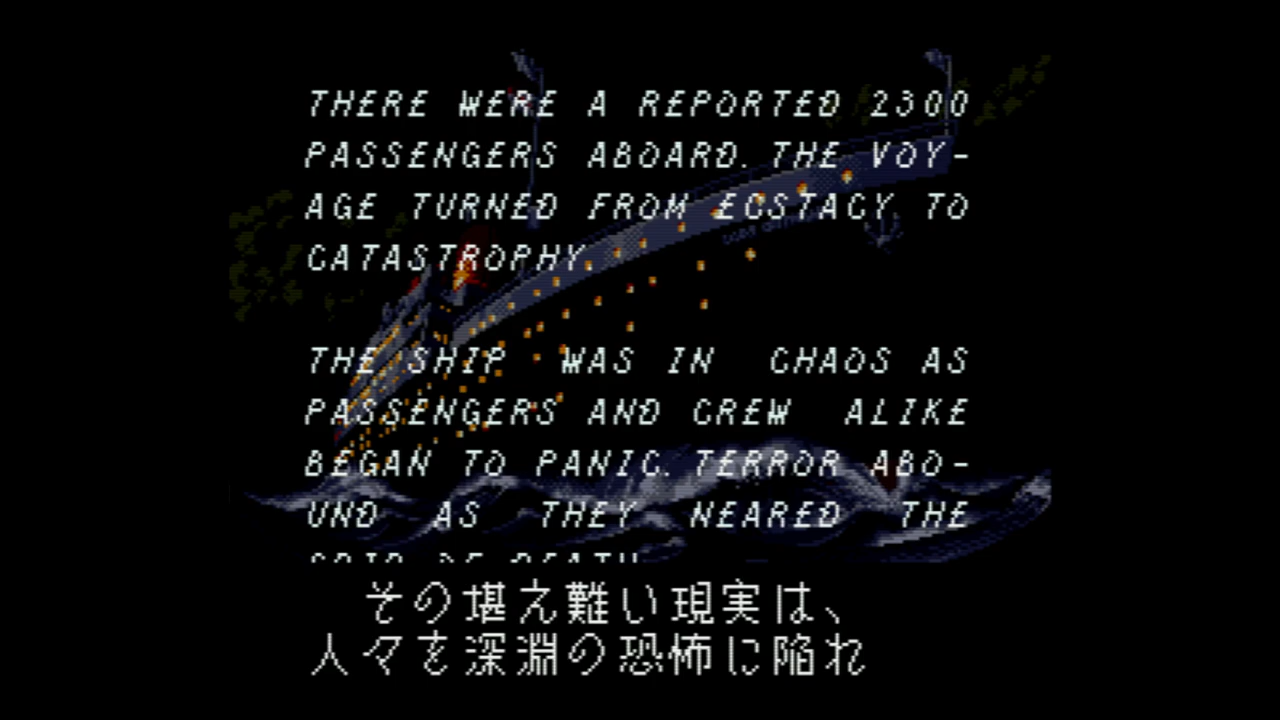 THERE WERE A REPORTED 2300
PASSENGERS ABOARD. THE VOY-
AGE TURNED FROM ECSTACY TO
CATASTROPHY.
THE SHIP WAS IN CHAOS AS
PASSENGERS AND CREW ALIKE
BEGAN TO PANIC. TERROR ABO-
UND AS THEY NEARED THE
その堪え難い現実は、
人々を深淵の恐怖に陥れ